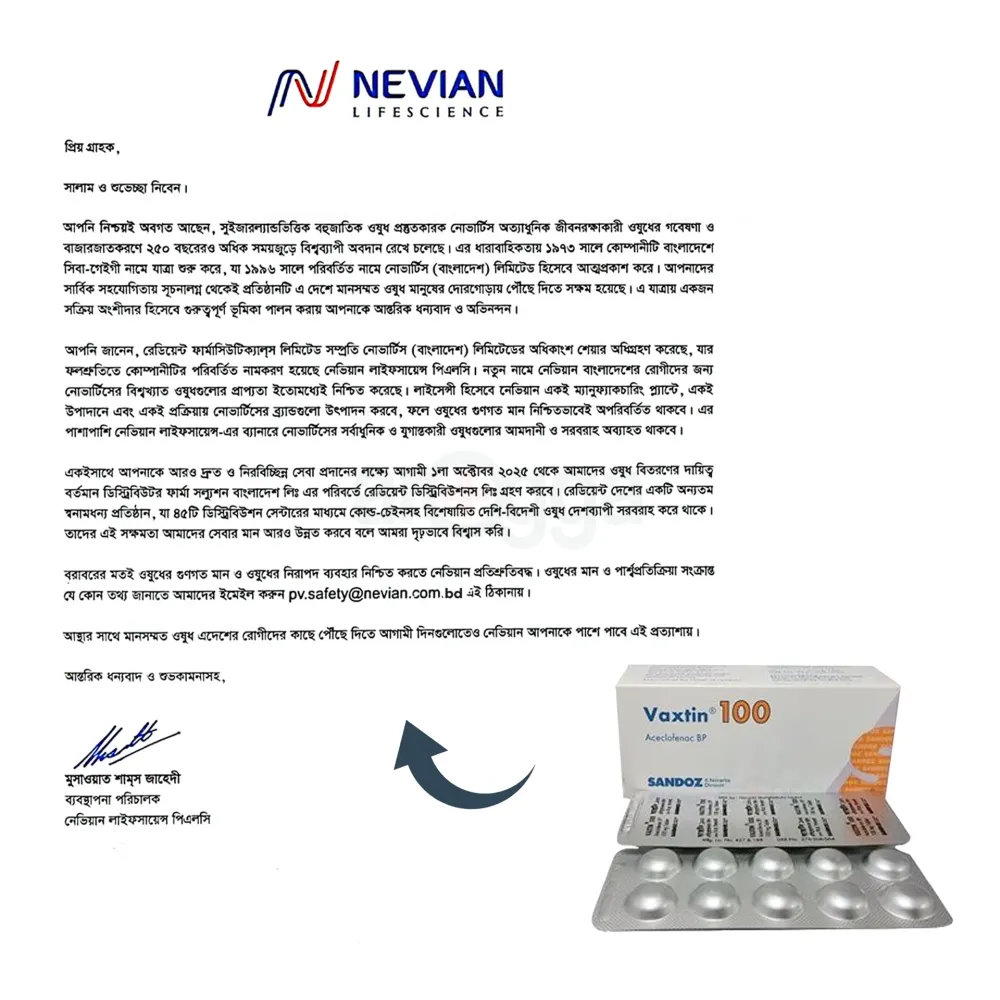 NEVIAN
LIFESCIENCE
প্রিয় গ্রাহক,
সালাম ও শুভেচ্ছা নিবেন।
আপনি নিশ্চয়ই অবগত আছেন, সুইজারল্যান্ডভিত্তিক বহুজাতিক ওষুধ প্রস্তুতকারক নোভার্টিস অত্যাধুনিক জীবনরক্ষাকারী ওষুধের গবেষণা ও
বাজারজাতকরণে ২৫০ বছরেরও অধিক সময়জুড়ে বিশ্বব্যাপী অবদান রেখে চলেছে। এর ধারাবাহিকতায় ১৯৭৩ সালে কোম্পানীটি বাংলাদেশে
সিবা-গেইগী নামে যাত্রা শুরু করে, যা ১৯৯৬ সালে পরিবর্তিত নামে নোভার্টিস (বাংলাদেশ) লিমিটেড হিসেবে আত্মপ্রকাশ করে। আপনাদের
সার্বিক সহযোগিতায় সূচনালগ্ন থেকেই প্রতিষ্ঠানটি এ দেশে মানসম্মত ওষুধ মানুষের দোরগোড়ায় পৌঁছে দিতে সক্ষম হয়েছে। এ যাত্রায় একজন
সক্রিয় অংশীদার হিসেবে গুরুত্বপূর্ণ ভূমিকা পালন করায় আপনাকে আন্তরিক ধন্যবাদ ও অভিনন্দন।
আপনি জানেন, রেডিয়েন্ট ফার্মাসিউটিক্যাল্‌স লিমিটেড সম্প্রতি নোভার্টিস (বাংলাদেশ) লিমিটেডের অধিকাংশ শেয়ার অধিগ্রহণ করেছে, যার
ফলশ্রুতিতে কোম্পানীটির পরিবর্তিত নামকরণ হয়েছে নেভিয়ান লাইফসায়েন্স পিএলসি। নতুন নামে নেভিয়ান বাংলাদেশের রোগীদের জন্য
নোভার্টিসের বিশ্বখ্যাত ওষুধগুলোর প্রাপ্যতা ইতোমধ্যেই নিশ্চিত করেছে। লাইসেন্সী হিসেবে নেভিয়ান একই ম্যানুফ্যাকচারিং প্ল্যান্টে, একই
উপাদানে এবং একই প্রক্রিয়ায় নোভার্টিসের ব্র্যান্ডগুলো উৎপাদন করবে, ফলে ওষুধের গুণগত মান নিশ্চিতভাবেই অপরিবর্তিত থাকবে। এর
পাশাপাশি নেভিয়ান লাইফসায়েন্স-এর ব্যানারে নোভার্টিসের সর্বাধুনিক ও যুগান্তকারী ওষুধগুলোর আমদানী ও সরবরাহ অব্যাহত থাকবে।
একইসাথে আপনাকে আরও দ্রুত ও নিরবিচ্ছিন্ন সেবা প্রদানের লক্ষ্যে আগামী ১লা অক্টোবর ২০২৫ থেকে আমাদের ওষুধ বিতরণের দায়িত্ব
বর্তমান ডিস্ট্রিবিউটর ফার্মা সল্যুশন বাংলাদেশ লিঃ এর পরিবর্তে রেডিয়েন্ট ডিস্ট্রিবিউশনস লিঃ গ্রহণ করবে। রেডিয়েন্ট দেশের একটি অন্যতম
স্বনামধন্য প্রতিষ্ঠান, যা ৪৫টি ডিস্ট্রিবিউশন সেন্টারের মাধ্যমে কোল্ড-চেইনসহ বিশেষায়িত দেশি-বিদেশী ওষুধ দেশব্যাপী সরবরাহ করে থাকে।
তাদের এই সক্ষমতা আমাদের সেবার মান আরও উন্নত করবে বলে আমরা দৃঢ়ভাবে বিশ্বাস করি।
বরাবরের মতই ওষুধের গুণগত মান ও ওষুধের নিরাপদ ব্যবহার নিশ্চিত করতে নেভিয়ান প্রতিশ্রুতিবদ্ধ। ওষুধের মান ও পার্শ্বপ্রতিক্রিয়া সংক্রান্ত
যে কোন তথ্য জানাতে আমাদের ইমেইল করুন pv.safety@nevian.com.bd এই ঠিকানায়।
আস্থার সাথে মানসম্মত ওষুধ এদেশের রোগীদের কাছে পৌঁছে দিতে আগামী দিনগুলোতেও নেভিয়ান আপনাকে পাশে পাবে এই প্রত্যাশায়।
আন্তরিক ধন্যবাদ ও শুভকামনাসহ,
মুসাওয়াত শাম্‌স জাহেদী
ব্যবস্থাপনা পরিচালক
নেভিয়ান লাইফসায়েন্স পিএলসি
Vaxtin® 100
Aceclofenac BP
SANDOZ A Novartis
Division